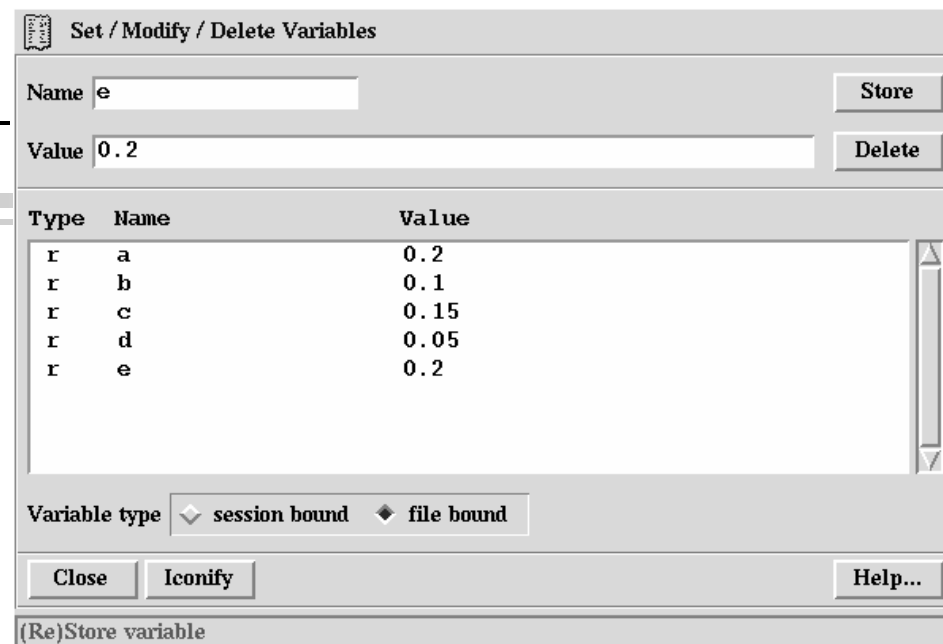 Set / Modify / Delete Variables
Name e Store
Value 0.2 Delete
Type Name Value
r a 0.2
r b 0.1
r c 0.15
r d 0.05
r e 0.2
Variable type session bound file bound
Close Iconify Help...
(Re)Store variable